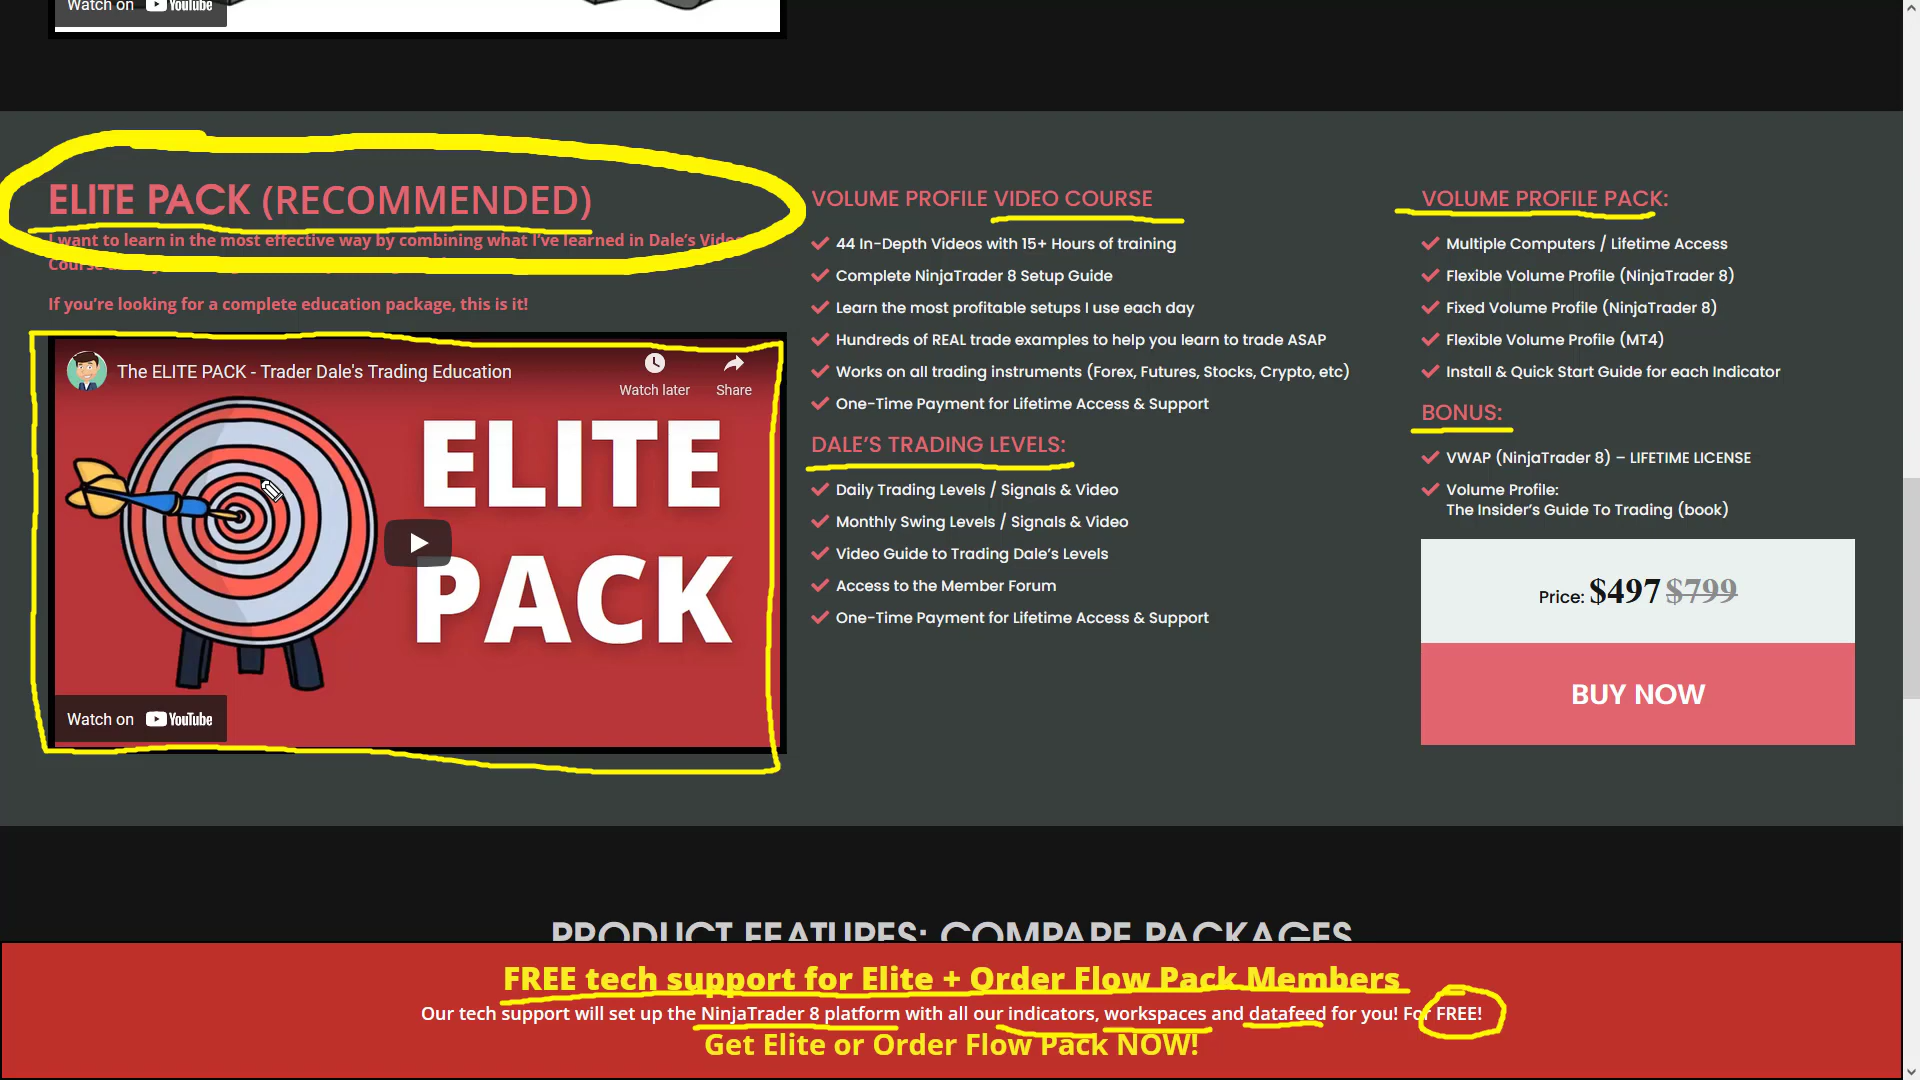 Watch on YouTube
ELITE PACK (RECOMMENDED)
I want to learn in the most effective way by combining what I've learned in Dale's Video
Course
If you're looking for a complete education package, this is it!
The ELITE PACK - Trader Dale's Trading Education
Watch later
Share
ELITE
PACK
Watch on YouTube
VOLUME PROFILE VIDEO COURSE
44 In-Depth Videos with 15+ Hours of training
Complete NinjaTrader 8 Setup Guide
Learn the most profitable setups I use each day
Hundreds of REAL trade examples to help you learn to trade ASAP
Works on all trading instruments (Forex, Futures, Stocks, Crypto, etc)
One-Time Payment for Lifetime Access & Support
DALE'S TRADING LEVELS:
Daily Trading Levels / Signals & Video
Monthly Swing Levels / Signals & Video
Video Guide to Trading Dale's Levels
Access to the Member Forum
One-Time Payment for Lifetime Access & Support
VOLUME PROFILE PACK:
Multiple Computers / Lifetime Access
Flexible Volume Profile (NinjaTrader 8)
Fixed Volume Profile (NinjaTrader 8)
Flexible Volume Profile (MT4)
Install & Quick Start Guide for each Indicator
BONUS:
VWAP (NinjaTrader 8) – LIFETIME LICENSE
Volume Profile:
The Insider's Guide To Trading (book)
Price: $497 $799
BUY NOW
PRODUCT FEATURES: COMPARE PACKAGES
FREE tech support for Elite + Order Flow Pack Members
Our tech support will set up the NinjaTrader 8 platform with all our indicators, workspaces and datafeed for you! For FREE!
Get Elite or Order Flow Pack NOW!